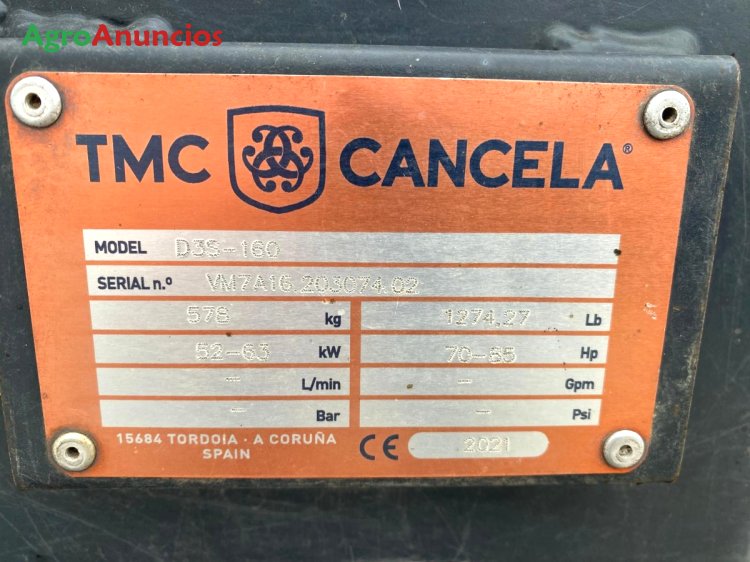 AgroAnuncios
TMC CANCELA®
MODEL D3S-160
SERIAL n.º VM7A16.203074.02
578 kg 1274,27 Lb
52-63 kW 70-85 Hp
- L/min - Gpm
- Bar - Psi
15684 TORDOIA · A CORUÑA
SPAIN
CE 2021